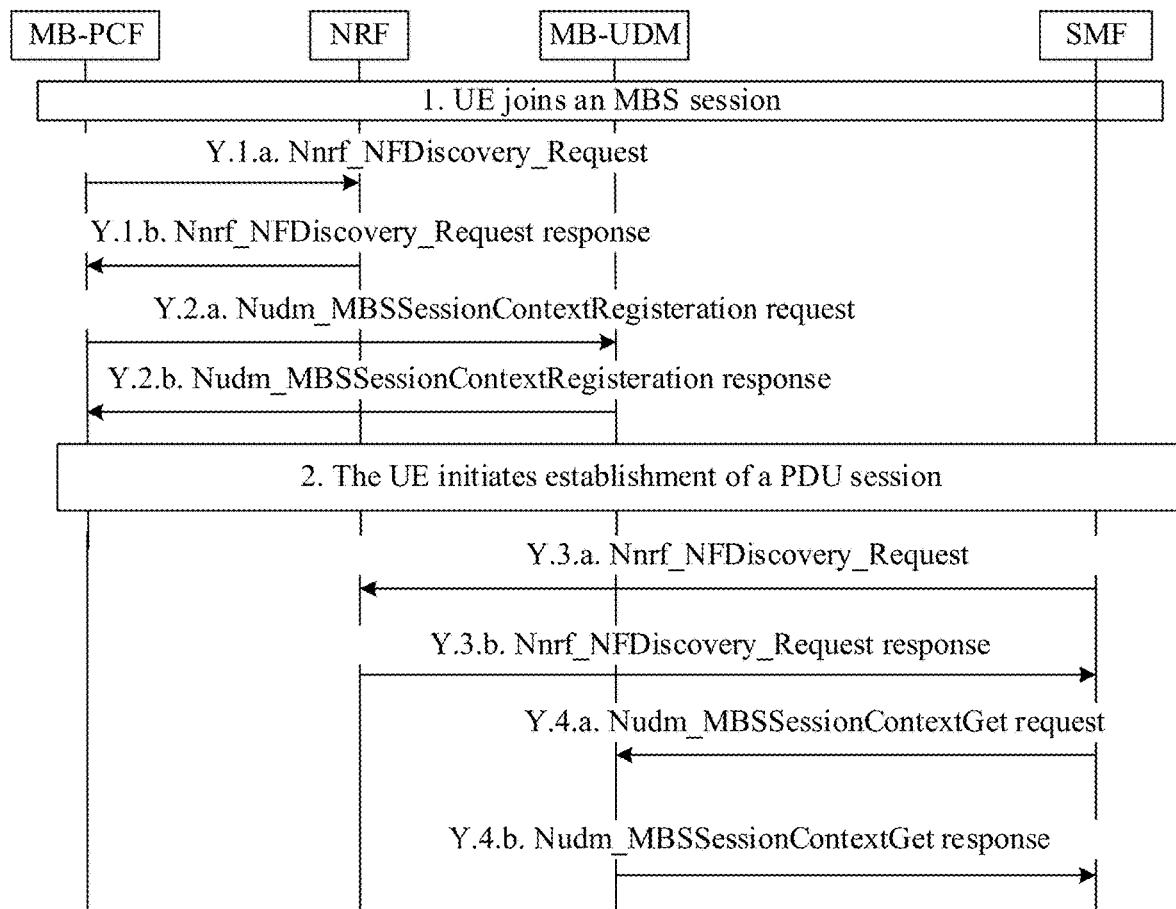 MB-PCF
NRF
MB-UDM
SMF
1. UE joins an MBS session
Y.1.a. Nnrf_NFDiscovery_Request
Y.1.b. Nnrf_NFDiscovery_Request response
Y.2.a. Nudm_MBSSessionContextRegisteration request
Y.2.b. Nudm_MBSSessionContextRegisteration response
2. The UE initiates establishment of a PDU session
Y.3.a. Nnrf_NFDiscovery_Request
Y.3.b. Nnrf_NFDiscovery_Request response
Y.4.a. Nudm_MBSSessionContextGet request
Y.4.b. Nudm_MBSSessionContextGet response